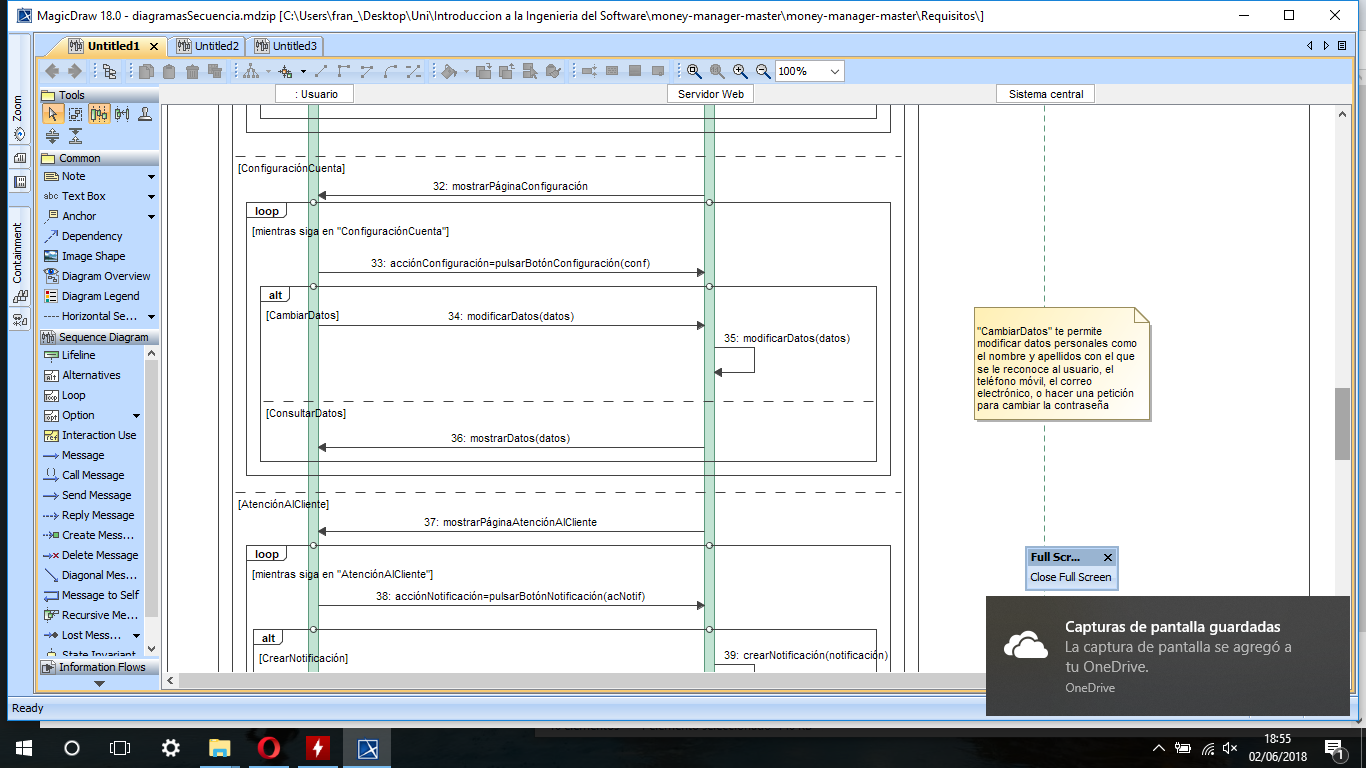 MagicDraw 18.0 - diagramasSecuencia.mdzip [C:\Users\fran_\Desktop\Uni\Introduccion a la Ingenieria del Software\money-manager-master\money-manager-master\Requisitos\]
Untitled1
Untitled2
Untitled3
100%
Zoom
Containment
Tools
Common
Note
Text Box
Anchor
Dependency
Image Shape
Diagram Overview
Diagram Legend
Horizontal Se...
Sequence Diagram
Lifeline
Alternatives
Loop
Option
Interaction Use
Message
Call Message
Send Message
Reply Message
Create Mess...
Delete Message
Diagonal Mes...
Message to Self
Recursive Me...
Lost Mess...
State Invariant
Information Flows
: Usuario
Servidor Web
Sistema central
[ConfiguraciónCuenta]
32: mostrarPáginaConfiguración
loop
[mientras siga en "ConfiguraciónCuenta"]
33: acciónConfiguración=pulsarBotónConfiguración(conf)
alt
[CambiarDatos]
34: modificarDatos(datos)
35: modificarDatos(datos)
[ConsultarDatos]
36: mostrarDatos(datos)
[AtenciónAlCliente]
37: mostrarPáginaAtenciónAlCliente
loop
[mientras siga en "AtenciónAlCliente"]
38: acciónNotificación=pulsarBotónNotificación(acNotif)
alt
[CrearNotificación]
39: crearNotificación(notificación)
"CambiarDatos" te permite
modificar datos personales como
el nombre y apellidos con el que
se le reconoce al usuario, el
teléfono móvil, el correo
electrónico, o hacer una petición
para cambiar la contraseña
Full Scr...
Close Full Screen
Capturas de pantalla guardadas
La captura de pantalla se agregó a
tu OneDrive.
OneDrive
Ready
18:55
02/06/2018
1